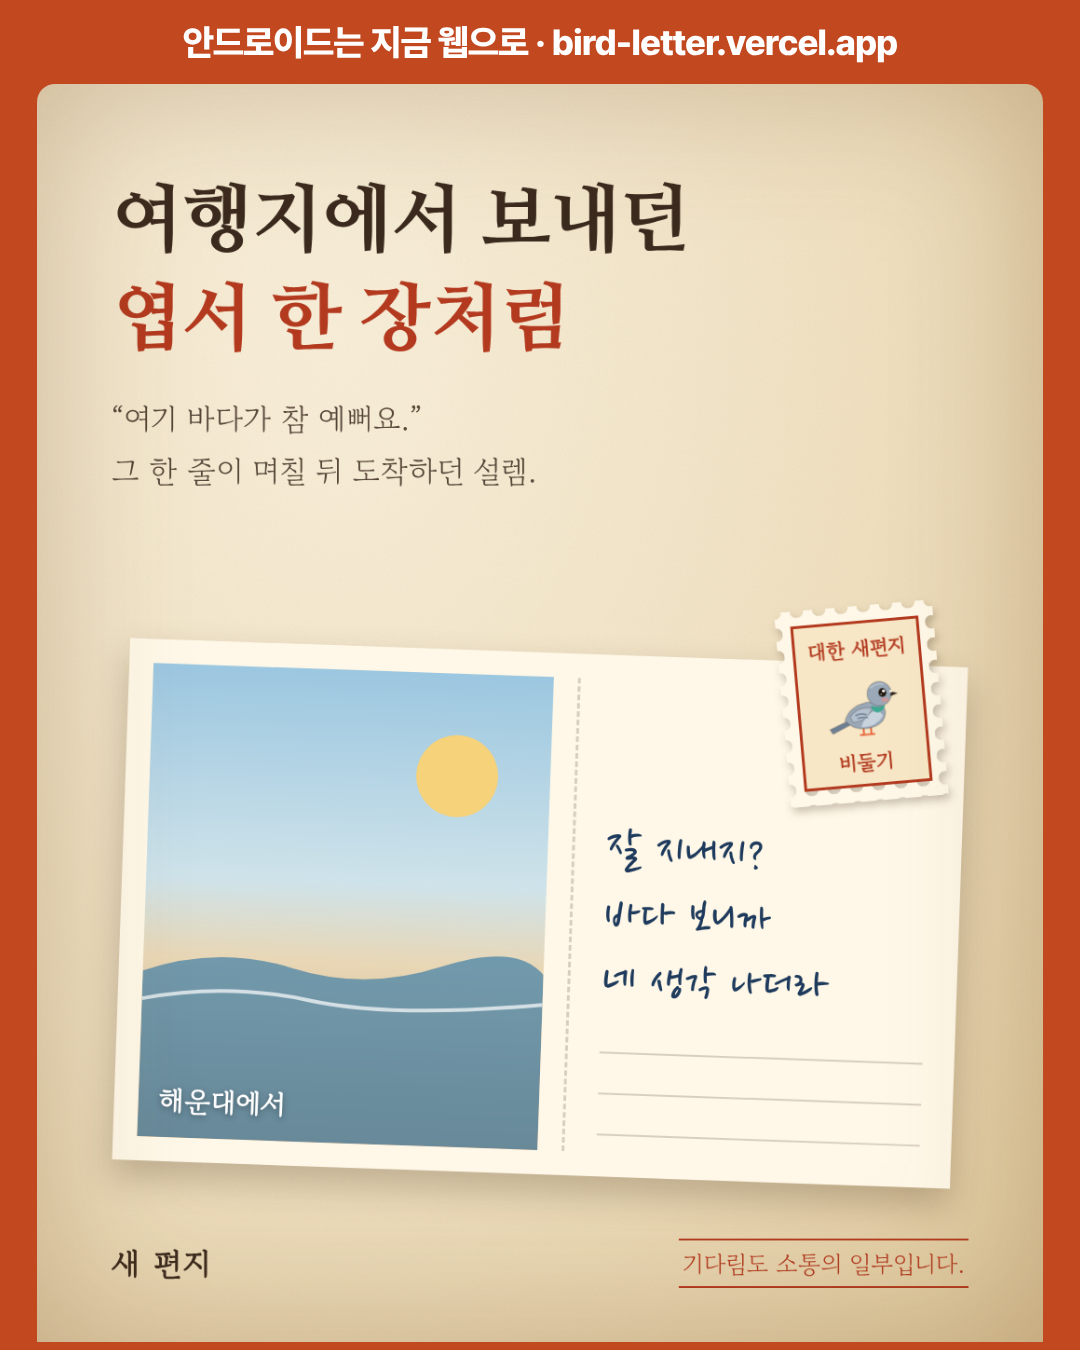 안드로이드는 지금 웹으로 · bird-letter.vercel.app
여행지에서 보내던
엽서 한 장처럼
“여기 바다가 참 예뻐요.”
그 한 줄이 며칠 뒤 도착하던 설렘.
대한 새편지
비둘기
잘 지내지?
바다 보니까
네 생각 나더라
해운대에서
새 편지
기다림도 소통의 일부입니다.